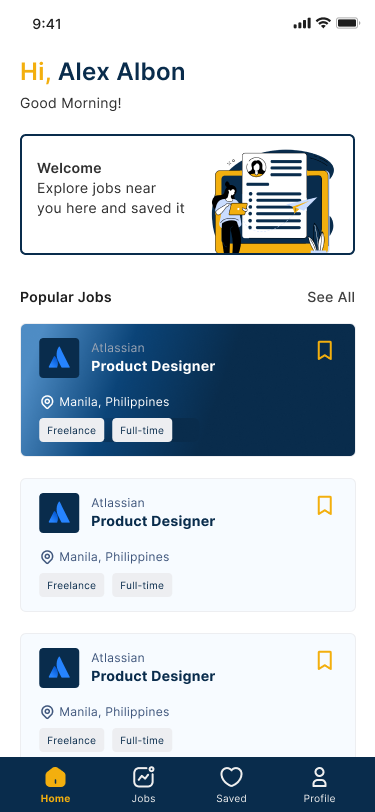 9:41
Hi, Alex Albon
Good Morning!
Welcome
Explore jobs near
you here and saved it
Popular Jobs
See All
Atlassian
Product Designer
Manila, Philippines
Freelance
Full-time
Atlassian
Product Designer
Manila, Philippines
Freelance
Full-time
Atlassian
Product Designer
Manila, Philippines
Freelance
Full-time
Home
Jobs
Saved
Profile